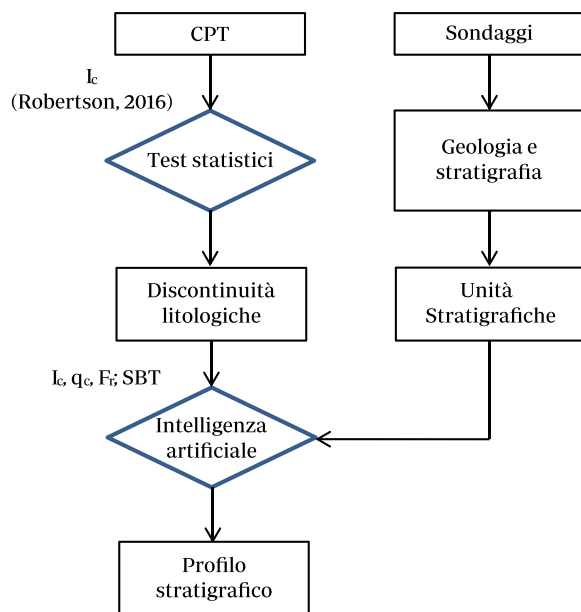 CPT
Sondaggi
Ic
(Robertson, 2016)
Test statistici
Geologia e
stratigrafia
Discontinuità
litologiche
Unità
Stratigrafiche
Ic, qc, Fr; SBT
Intelligenza
artificiale
Profilo
stratigrafico